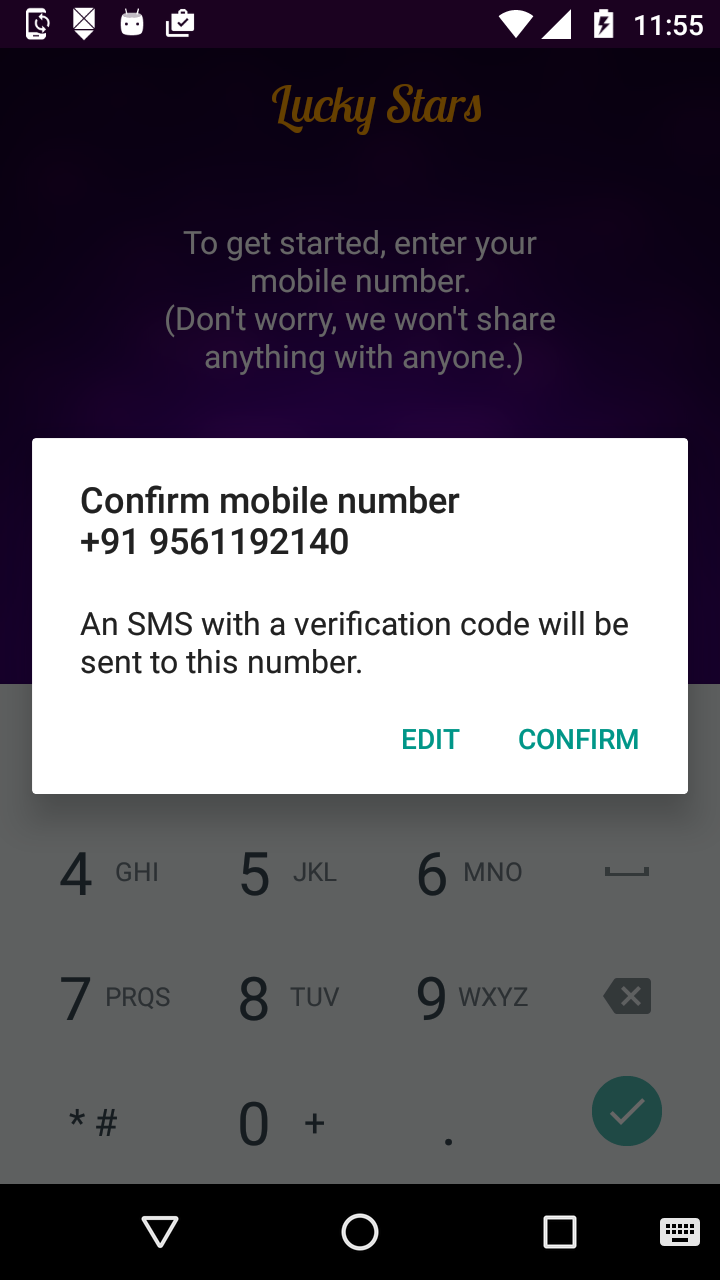 11:55
Lucky Stars
To get started, enter your
mobile number.
(Don't worry, we won't share
anything with anyone.)
Confirm mobile number
+91 9561192140
An SMS with a verification code will be
sent to this number.
EDIT CONFIRM
4 GHI 5 JKL 6 MNO
7 PRQS 8 TUV 9 WXYZ
* # 0 + .